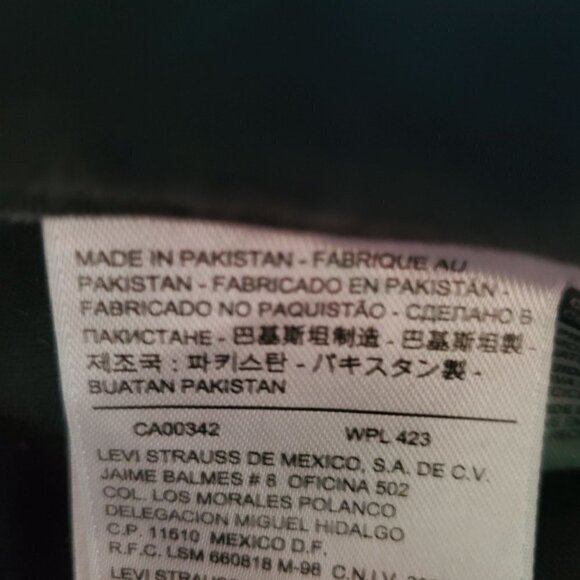 MADE IN PAKISTAN - FABRIQUE AU
PAKISTAN - FABRICADO EN PAKISTAN -
FABRICADO NO PAQUISTÃO - СДЕЛАНО В
ПАКИСТАНЕ - 巴基斯坦制造 - 巴基斯坦製 -
제조국 : 파키스탄 - パキスタン製 -
BUATAN PAKISTAN
CA00342 WPL 423
LEVI STRAUSS DE MEXICO, S.A. DE C.V.
JAIME BALMES # 8 OFICINA 502
COL. LOS MORALES POLANCO
DELEGACION MIGUEL HIDALGO
C.P. 11510 MEXICO D.F.
R.F.C. LSM 660818 M-98 C.N.I.V.
LEVI STRAUSS